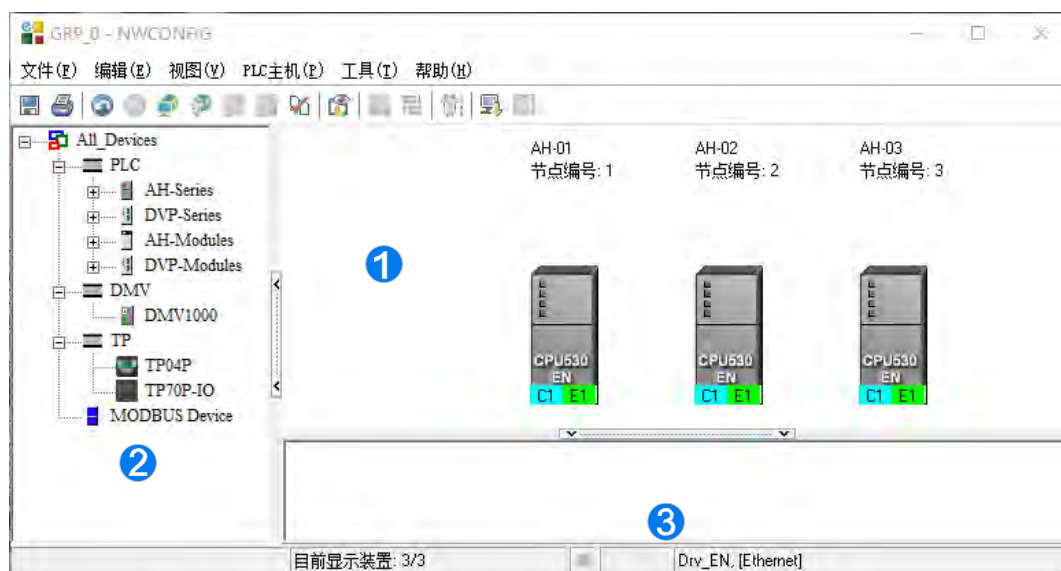 GRP_0 - NWCONFIG
文件(F) 编辑(E) 视图(V) PLC主机(P) 工具(T) 帮助(H)
All_Devices
PLC
AH-Series
DVP-Series
AH-Modules
DVP-Modules
DMV
DMV1000
TP
TP04P
TP70P-IO
MODBUS Device
2
1
AH-01
节点编号: 1
AH-02
节点编号: 2
AH-03
节点编号: 3
CPU530
EN
C1 E1
CPU530
EN
C1 E1
CPU530
EN
C1 E1
3
目前显示装置: 3/3
Drv_EN, [Ethernet]